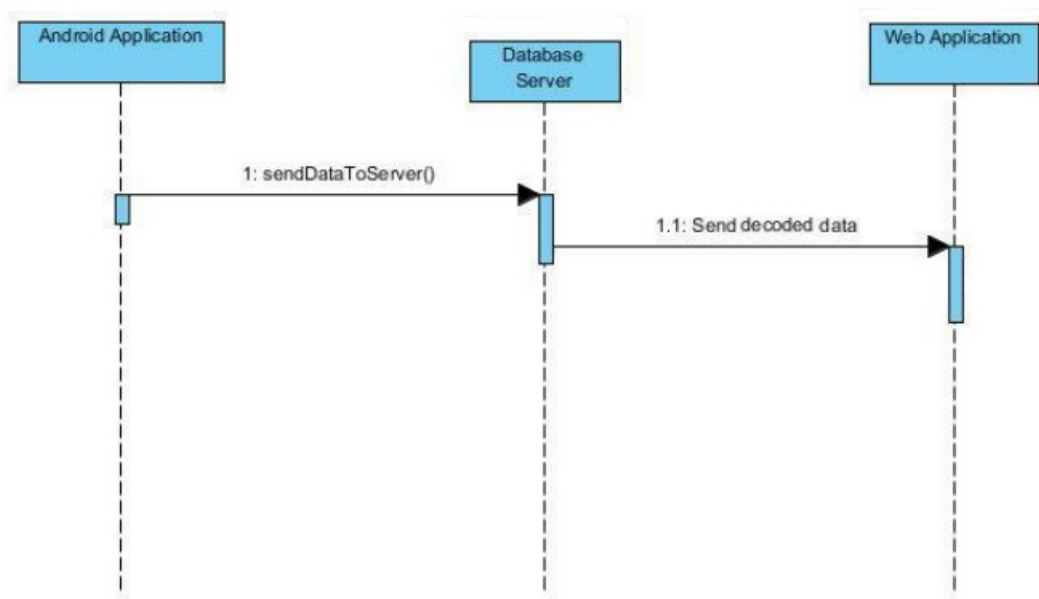 Android Application
Database
Server
Web Application
1: sendDataToServer()
1.1: Send decoded data